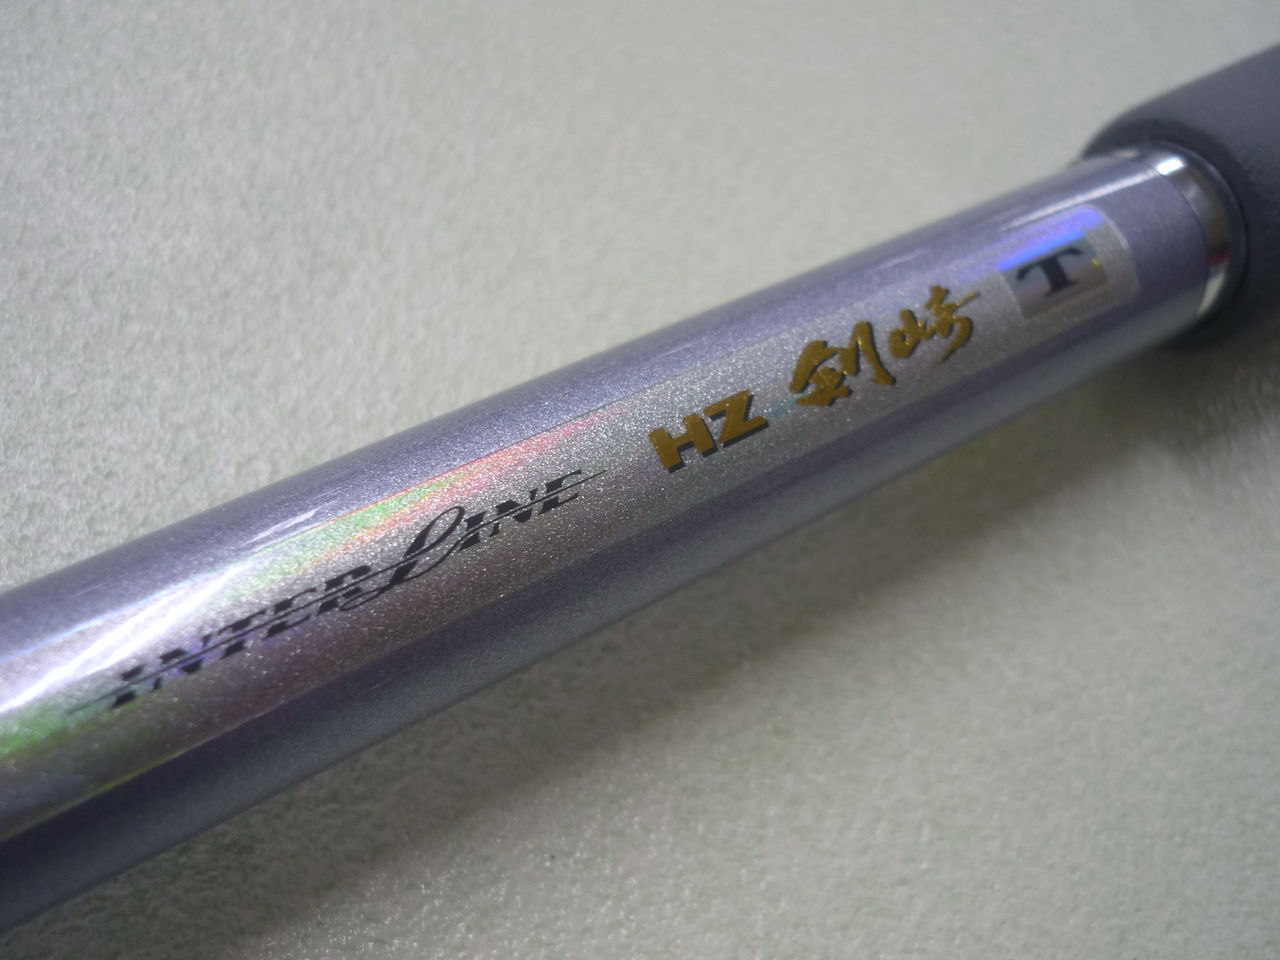 INTERLINE HZ 剣崎 T